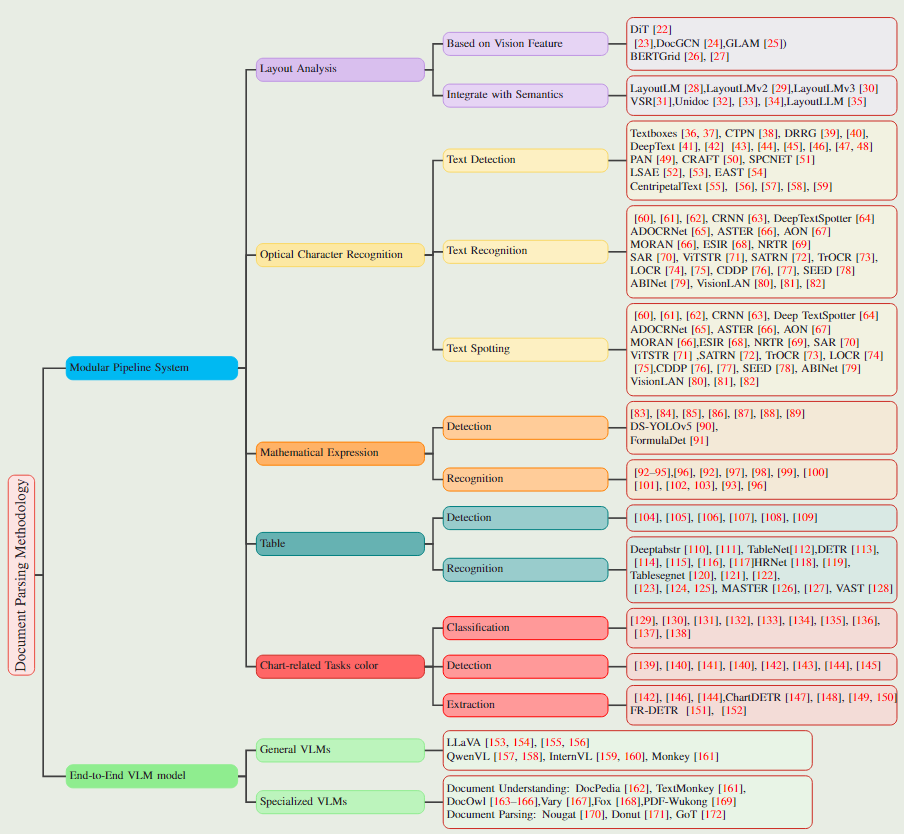 Document Parsing Methodology
Modular Pipeline System
Layout Analysis
Based on Vision Feature
DiT [22]
[23],DocGCN [24],GLAM [25])
BERTGrid [26], [27]
Integrate with Semantics
LayoutLM [28],LayoutLMv2 [29],LayoutLMv3 [30]
VSR[31],Unidoc [32], [33], [34],LayoutLLM [35]
Optical Character Recognition
Text Detection
Textboxes [36, 37], CTPN [38], DRRG [39], [40],
DeepText [41], [42] [43], [44], [45], [46], [47, 48]
PAN [49], CRAFT [50], SPCNET [51]
LSAE [52], [53], EAST [54]
CentripetalText [55], [56], [57], [58], [59]
Text Recognition
[60], [61], [62], CRNN [63], DeepTextSpotter [64]
ADOCRNet [65], ASTER [66], AON [67]
MORAN [66], ESIR [68], NRTR [69]
SAR [70], ViTSTR [71], SATRN [72], TrOCR [73],
LOCR [74], [75], CDDP [76], [77], SEED [78]
ABINet [79], VisionLAN [80], [81], [82]
Text Spotting
[60], [61], [62], CRNN [63], Deep TextSpotter [64]
ADOCRNet [65], ASTER [66], AON [67]
MORAN [66],ESIR [68], NRTR [69], SAR [70]
ViTSTR [71] ,SATRN [72], TrOCR [73], LOCR [74]
[75],CDDP [76], [77], SEED [78], ABINet [79]
VisionLAN [80], [81], [82]
Mathematical Expression
Detection
[83], [84], [85], [86], [87], [88], [89]
DS-YOLOv5 [90],
FormulaDet [91]
Recognition
[92–95],[96], [92], [97], [98], [99], [100]
[101], [102, 103], [93], [96]
Table
Detection
[104], [105], [106], [107], [108], [109]
Recognition
Deeptabstr [110], [111], TableNet[112],DETR [113],
[114], [115], [116], [117]HRNet [118], [119],
Tablesegnet [120], [121], [122],
[123], [124, 125], MASTER [126], [127], VAST [128]
Chart-related Tasks color
Classification
[129], [130], [131], [132], [133], [134], [135], [136],
[137], [138]
Detection
[139], [140], [141], [140], [142], [143], [144], [145]
Extraction
[142], [146], [144],ChartDETR [147], [148], [149, 150]
FR-DETR [151], [152]
End-to-End VLM model
General VLMs
LLaVA [153, 154], [155, 156]
QwenVL [157, 158], InternVL [159, 160], Monkey [161]
Specialized VLMs
Document Understanding: DocPedia [162], TextMonkey [161],
DocOwl [163–166],Vary [167],Fox [168],PDF-Wukong [169]
Document Parsing: Nougat [170], Donut [171], GoT [172]